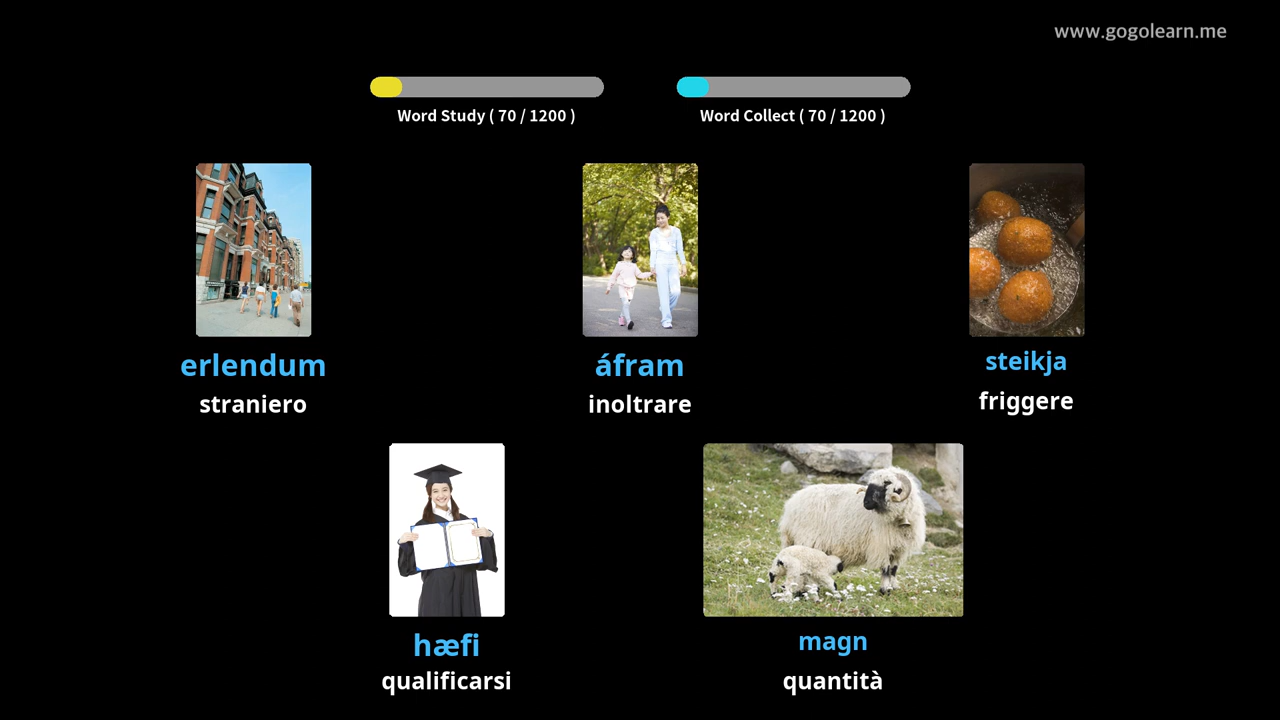 www.gogolearn.me
Word Study ( 70 / 1200 )
Word Collect ( 70 / 1200 )
erlendum
straniero
áfram
inoltrare
steikja
friggere
hæfi
qualificarsi
magn
quantità